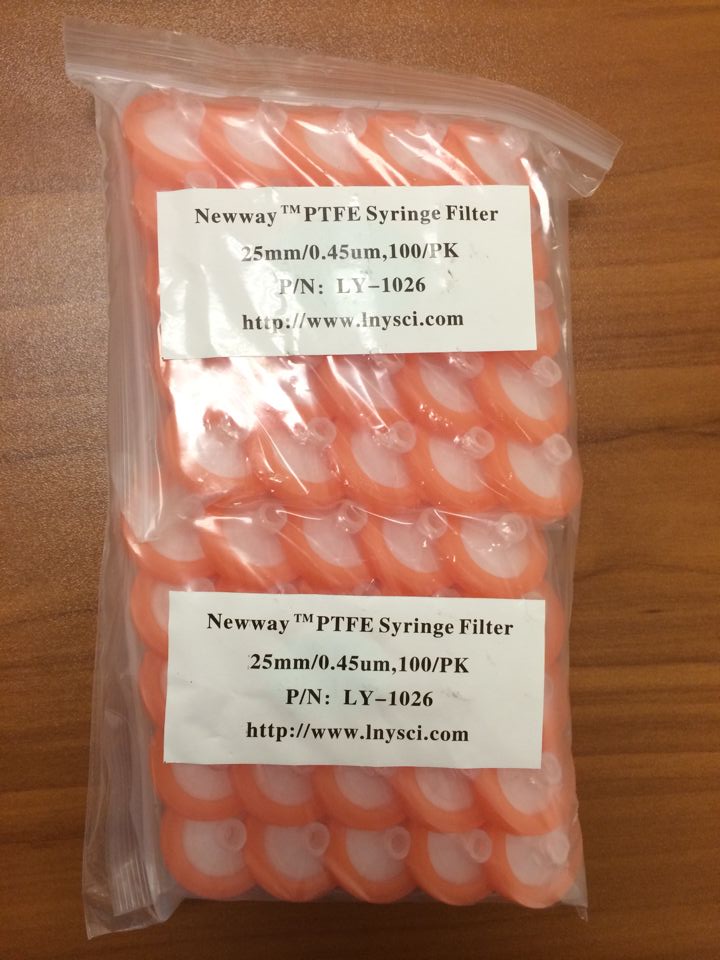 Newway™PTFE Syringe Filter
25mm/0.45um,100/PK
P/N: LY-1026
http://www.lnysci.com
Newway™PTFE Syringe Filter
25mm/0.45um,100/PK
P/N: LY-1026
http://www.lnysci.com